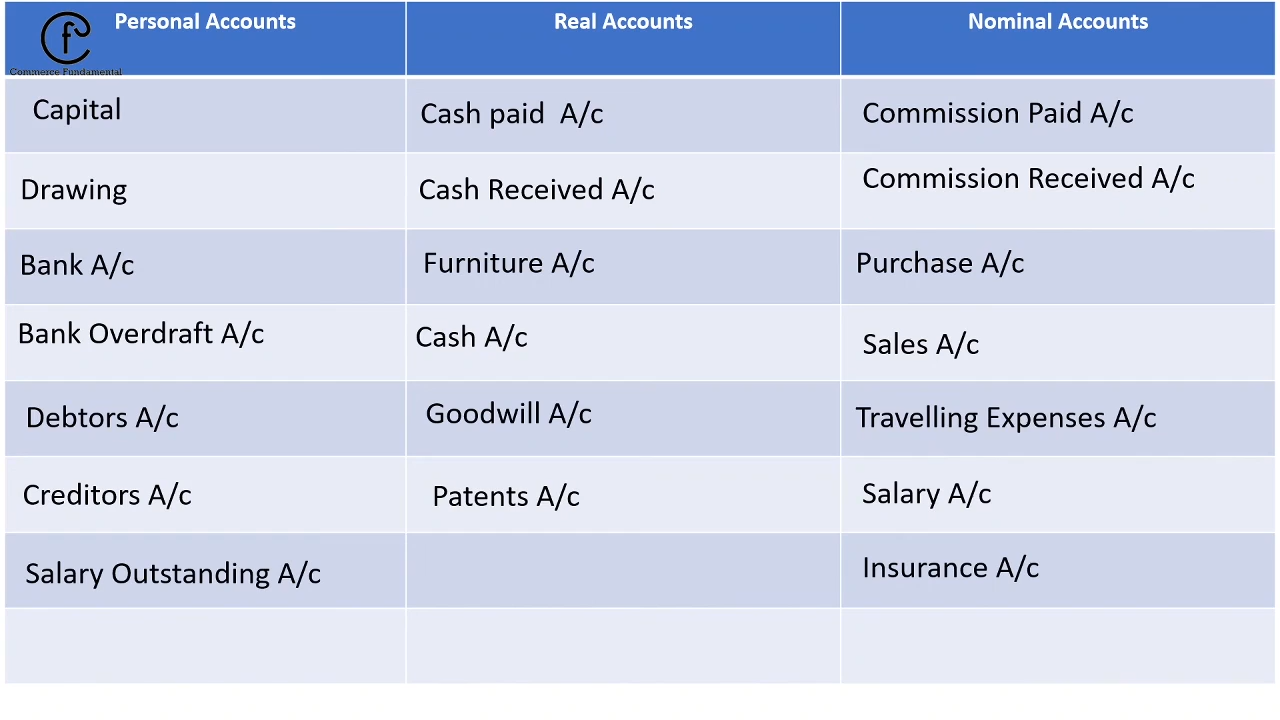 Personal Accounts Real Accounts Nominal Accounts
f
Commerce Fundamental
Capital Cash paid A/c Commission Paid A/c
Drawing Cash Received A/c Commission Received A/c
Bank A/c Furniture A/c Purchase A/c
Bank Overdraft A/c Cash A/c Sales A/c
Debtors A/c Goodwill A/c Travelling Expenses A/c
Creditors A/c Patents A/c Salary A/c
Salary Outstanding A/c Insurance A/c